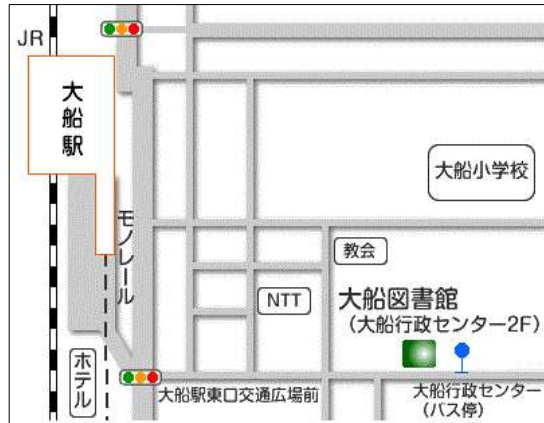 JR
大船駅
大船小学校
モノレール
教会
NTT
大船図書館
(大船行政センター2F)
ホテル
大船駅東口交通広場前
大船行政センター
(バス停)